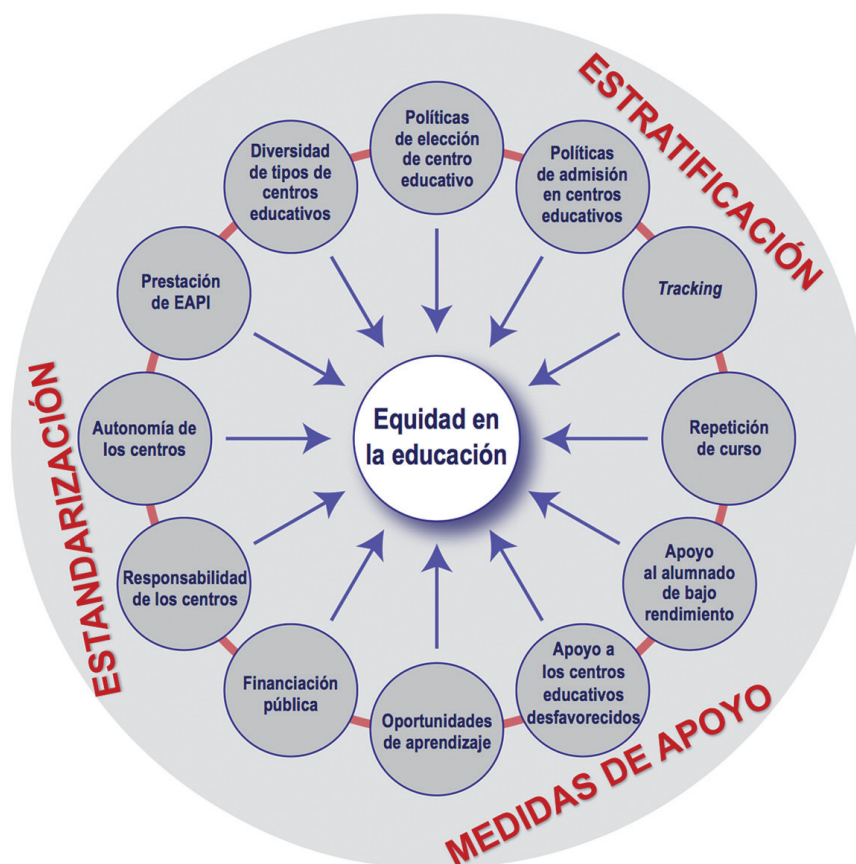 ESTRATIFICACIÓN
Políticas
de elección
de centro
educativo
Políticas
de admisión
en centros
educativos
Tracking
Repetición
de curso
Apoyo
al alumnado
de bajo
rendimiento
Apoyo a
los centros
educativos
desfavorecidos
Oportunidades
de aprendizaje
Financiación
pública
Responsabilidad
de los centros
Autonomía de
los centros
Prestación
de EAPI
Diversidad
de tipos de
centros
educativos
Equidad en
la educación
ESTANDARIZACIÓN
MEDIDAS DE APOYO